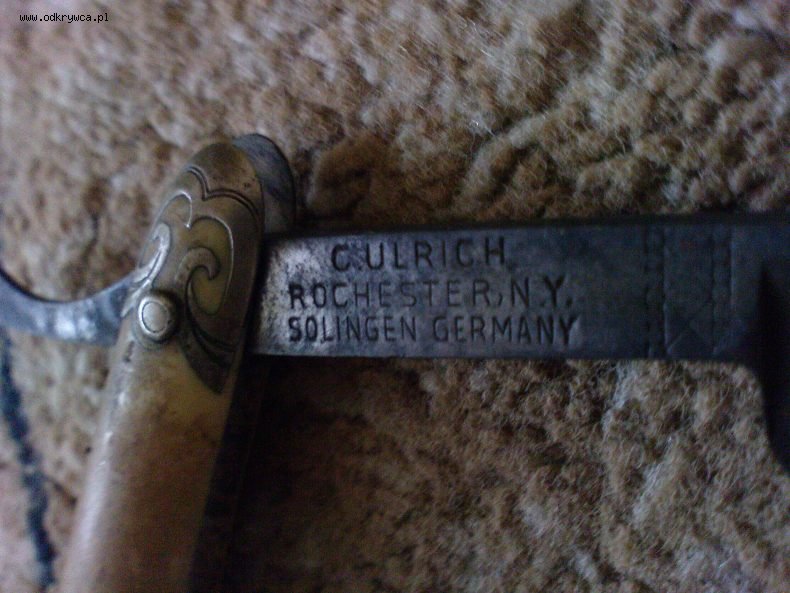 www.odkrywca.pl
C.ULRICH
ROCHESTER, N.Y.
SOLINGEN GERMANY